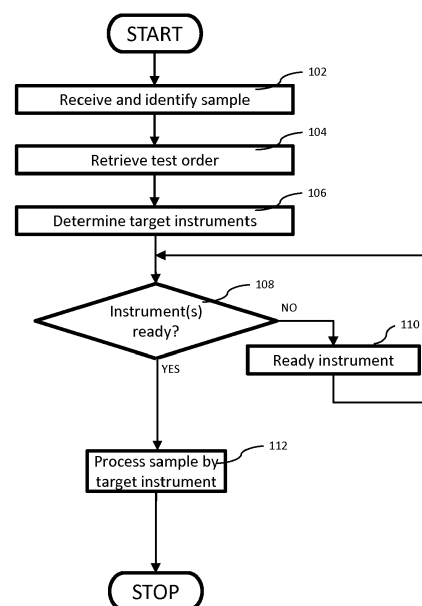 START
102
Receive and identify sample
104
Retrieve test order
106
Determine target instruments
108
Instrument(s)
ready?
NO
110
Ready instrument
YES
112
Process sample by
target instrument
STOP